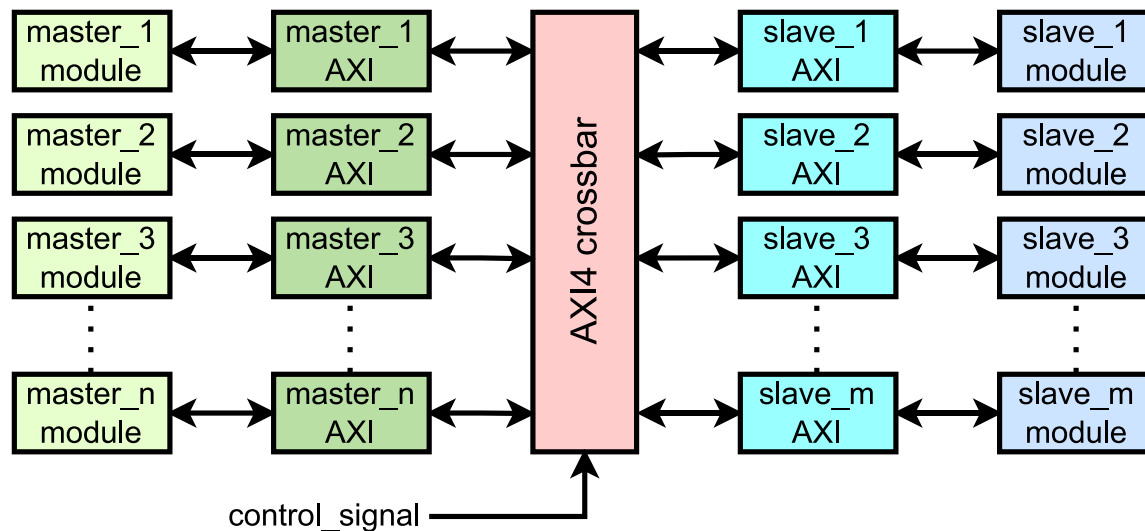 master_1
module
master_1
AXI
slave_1
AXI
slave_1
module
master_2
module
master_2
AXI
slave_2
AXI
slave_2
module
master_3
module
master_3
AXI
slave_3
AXI
slave_3
module
master_n
module
master_n
AXI
slave_m
AXI
slave_m
module
AXI4 crossbar
control_signal